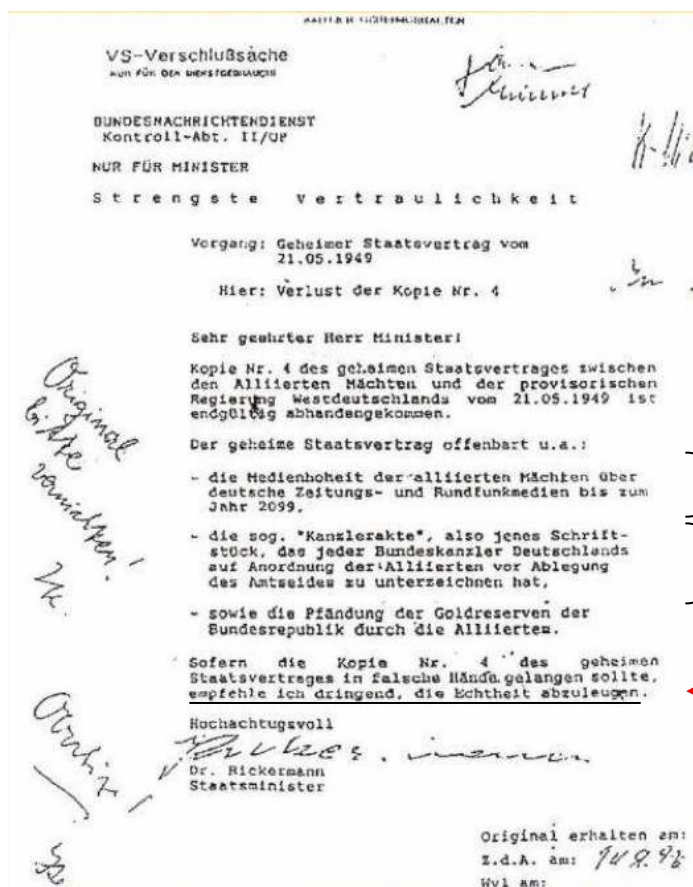 VS-Verschlußsache
NUR FÜR DEN DIENSTGEBRAUCH
BUNDESNACHRICHTENDIENST
Kontroll-Abt. II/OP
NUR FÜR MINISTER
Strengste Vertraulichkeit
Vorgang: Geheimer Staatsvertrag vom
21.05.1949
Hier: Verlust der Kopie Nr. 4
Sehr geehrter Herr Minister!
Kopie Nr. 4 des geheimen Staatsvertrages zwischen
den Alliierten Mächten und der provisorischen
Regierung Westdeutschlands vom 21.05.1949 ist
endgültig abhandengekommen.
Der geheime Staatsvertrag offenbart u.a.:
- die Medienhoheit der alliierten Mächten über
deutsche Zeitungs- und Rundfunkmedien bis zum
Jahr 2099,
- die sog. "Kanzlerakte", also jenes Schrift-
stück, das jeder Bundeskanzler Deutschlands
auf Anordnung der Alliierten vor Ablegung
des Amtseides zu unterzeichnen hat,
- sowie die Pfändung der Goldreserven der
Bundesrepublik durch die Alliierten.
Sofern die Kopie Nr. 4 des geheimen
Staatsvertrages in falsche Hände gelangen sollte,
empfehle ich dringend, die Echtheit abzuleugen.
Hochachtugsvoll
Dr. Rickermann
Staatsminister
Original
bitte
vernichten!
Original erhalten am:
Z.d.A. am:
Wvl am: